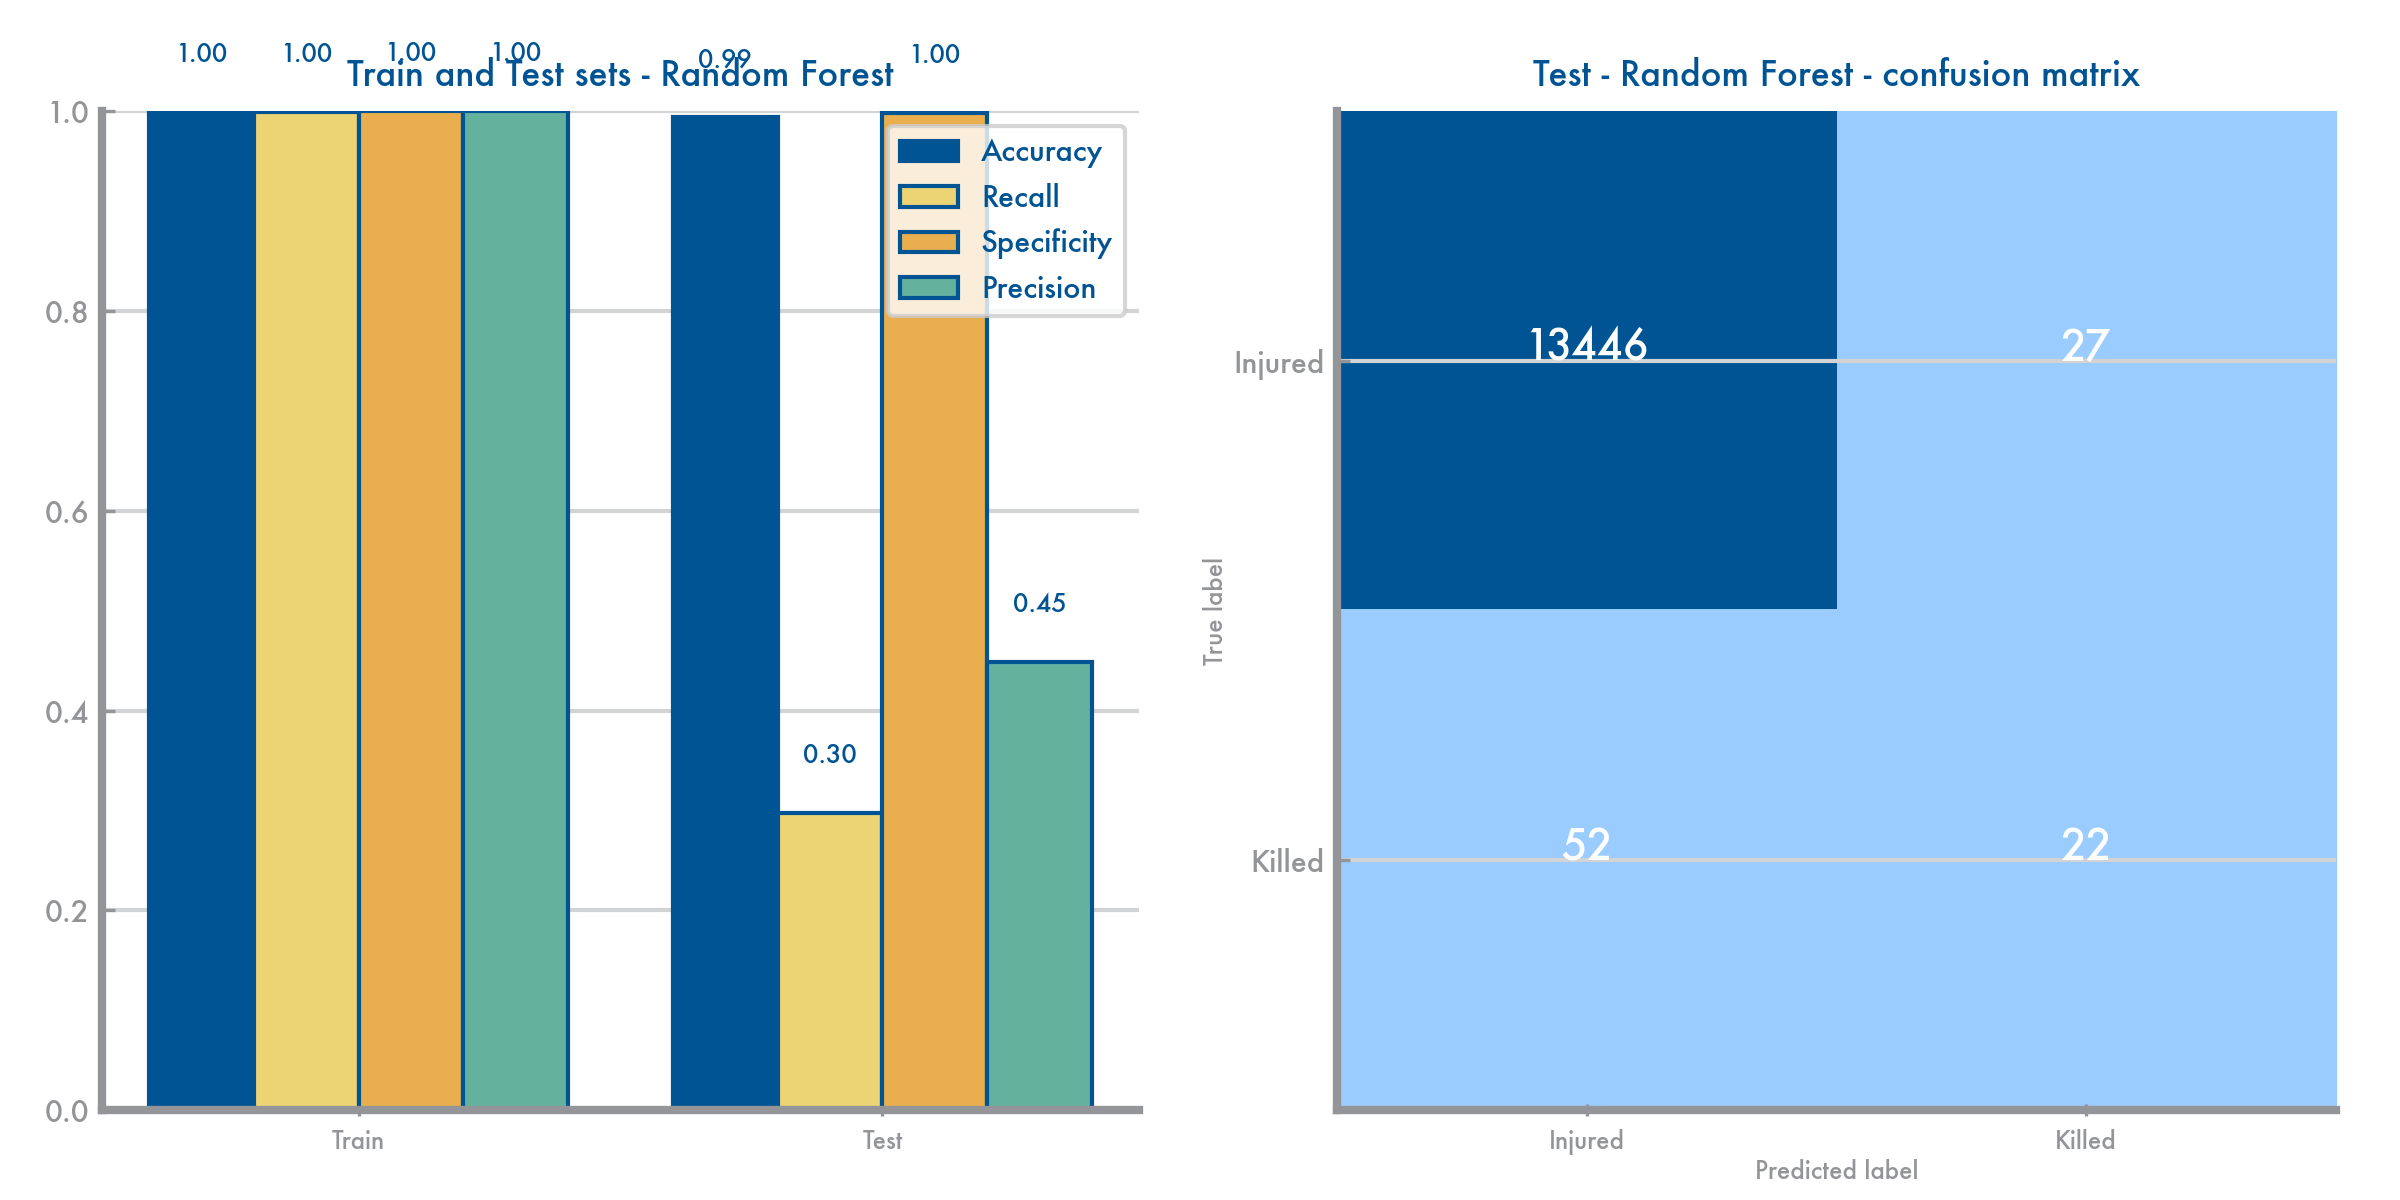 1.00 1.00 1.00 1.00 0.99 1.00
Train and Test sets - Random Forest
1.0
0.8
0.6
0.4
0.2
0.0
Accuracy
Recall
Specificity
Precision
0.45
0.30
Train Test
Test - Random Forest - confusion matrix
True label
Injured
Killed
13446 27
52 22
Injured Killed
Predicted label